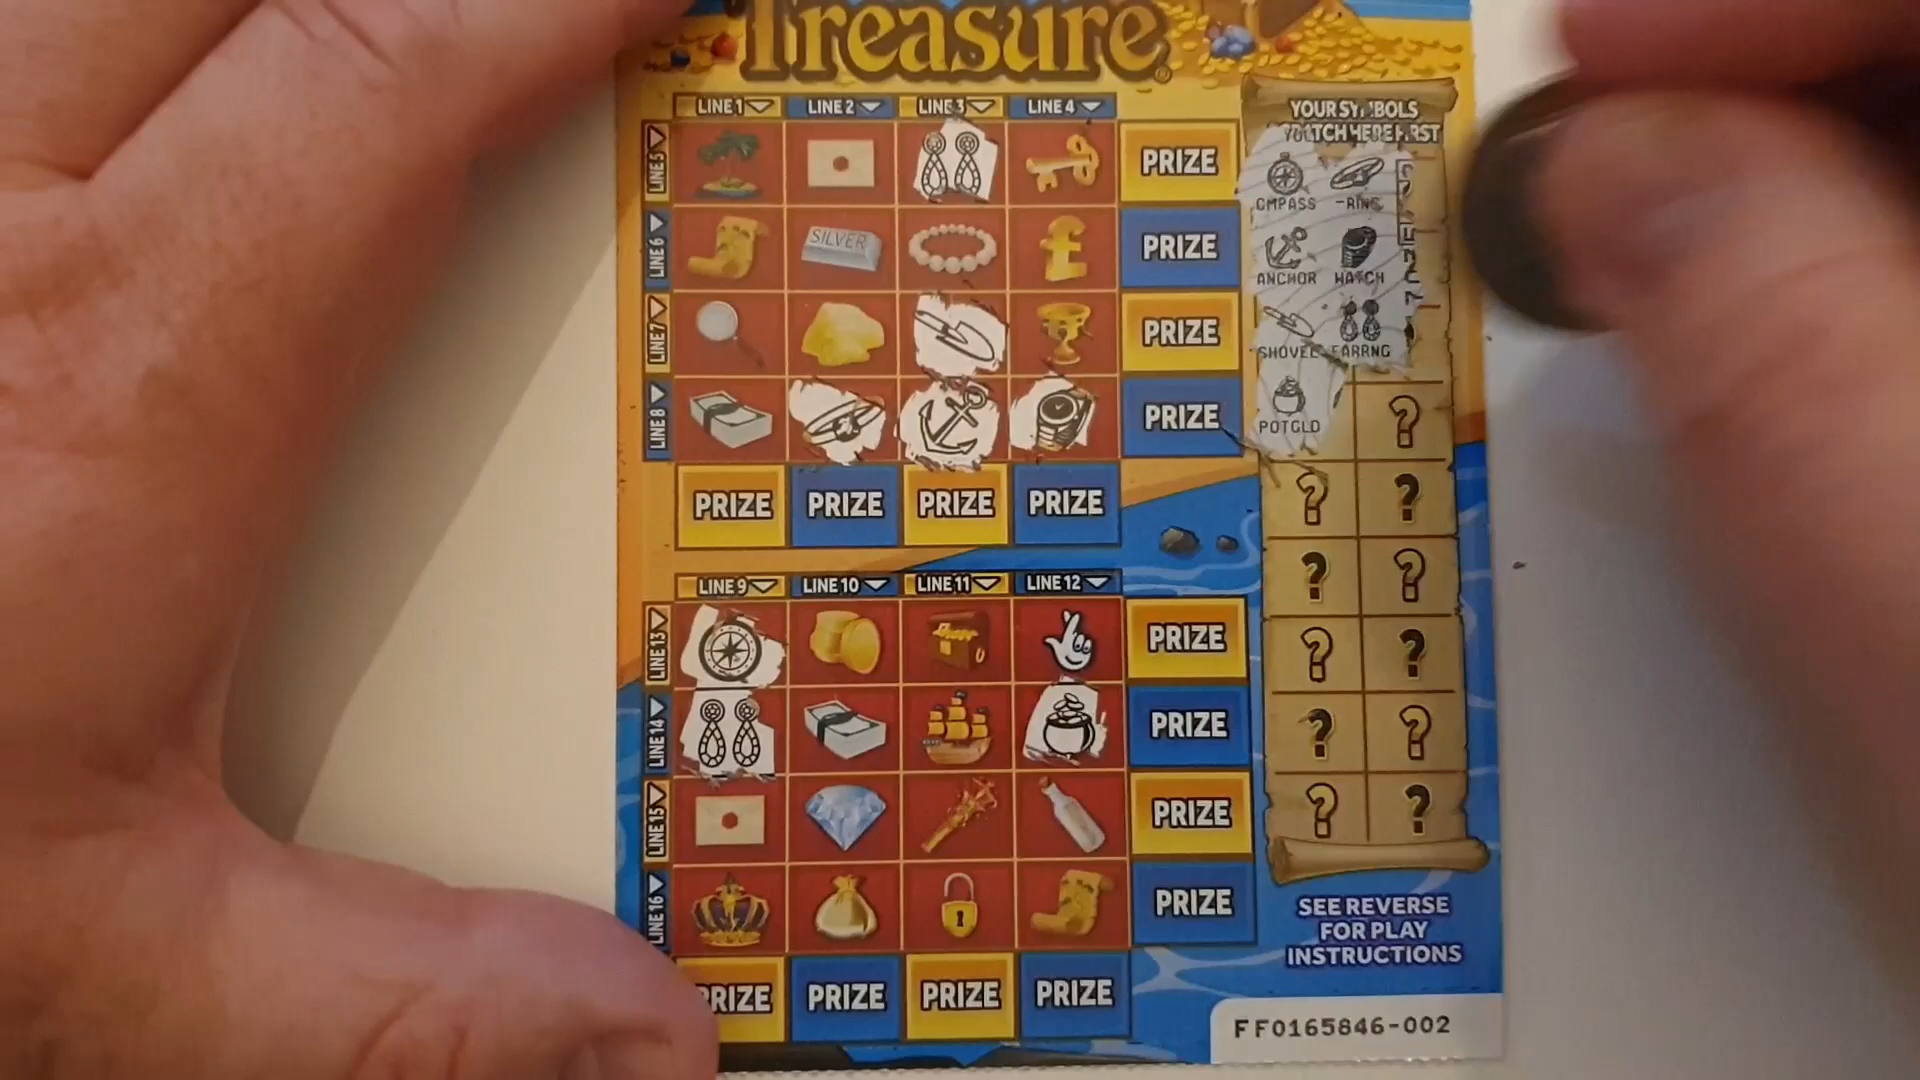 Treasure
LINE 1 LINE 2 LINE 3 LINE 4
YOUR SYMBOLS
LINE 5
PRIZE
LINE 6
SILVER
PRIZE
LINE 7
PRIZE
LINE 8
PRIZE
PRIZE PRIZE PRIZE PRIZE
CMPASS RING
ANCHOR WATCH
SHOVEL EARRNG
POTGLD
? 
? ?
? ?
? ?
? ?
? ?
LINE 9 LINE 10 LINE 11 LINE 12
LINE 13
PRIZE
LINE 14
PRIZE
LINE 15
PRIZE
LINE 16
PRIZE
PRIZE PRIZE PRIZE PRIZE
SEE REVERSE
FOR PLAY
INSTRUCTIONS
FF0165846-002